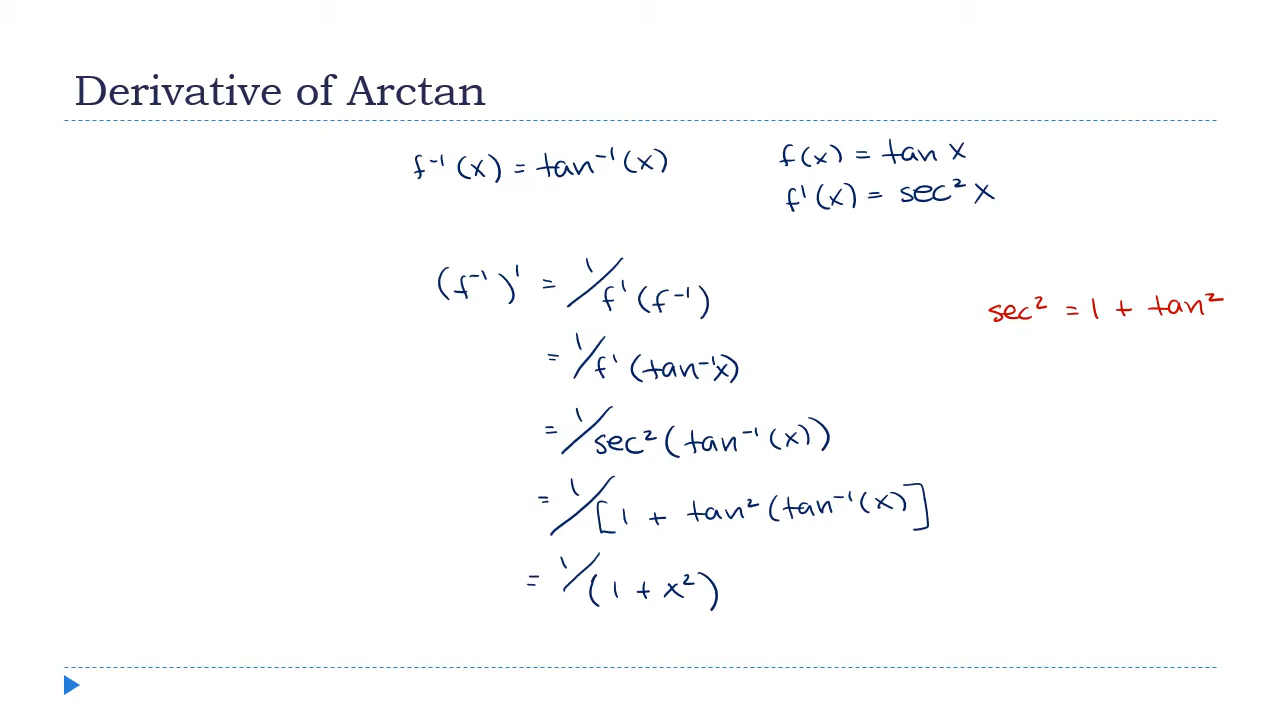 Derivative of Arctan
f⁻¹(x) = tan⁻¹(x)
f(x) = tan x
f'(x) = sec² x
(f⁻¹)' = 1/f'(f⁻¹)
sec² = 1 + tan²
= 1/f'(tan⁻¹x)
= 1/sec²(tan⁻¹(x))
= 1/[1 + tan²(tan⁻¹(x)]
= 1/(1 + x²)